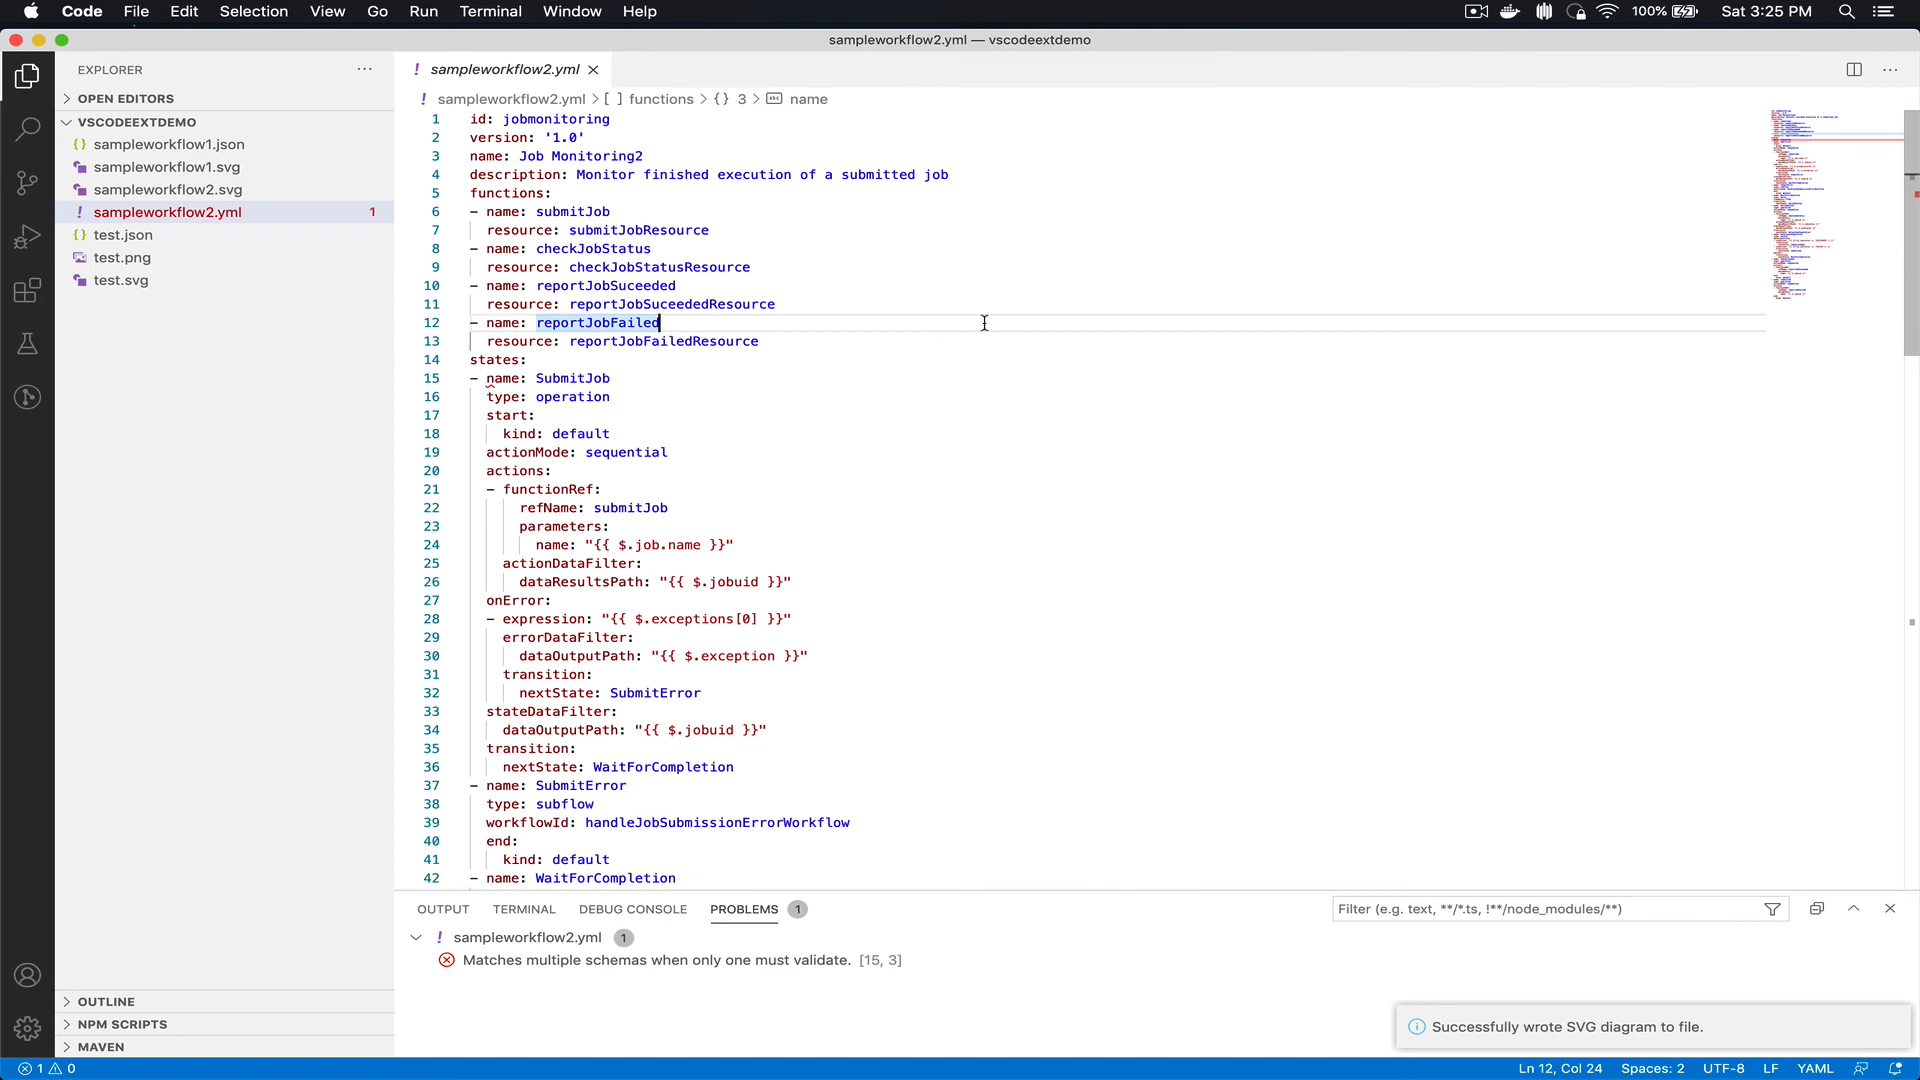 Code File Edit Selection View Go Run Terminal Window Help 100% Sat 3:25 PM
sampleworkflow2.yml — vscodeextdemo
EXPLORER
OPEN EDITORS
VSCODEEXTDEMO
{} sampleworkflow1.json
sampleworkflow1.svg
sampleworkflow2.svg
! sampleworkflow2.yml 1
{} test.json
test.png
test.svg
OUTLINE
NPM SCRIPTS
MAVEN
! sampleworkflow2.yml
! sampleworkflow2.yml > [ ] functions > {} 3 > abc name
1 id: jobmonitoring
2 version: '1.0'
3 name: Job Monitoring2
4 description: Monitor finished execution of a submitted job
5 functions:
6 - name: submitJob
7 resource: submitJobResource
8 - name: checkJobStatus
9 resource: checkJobStatusResource
10 - name: reportJobSuceeded
11 resource: reportJobSuceededResource
12 - name: reportJobFailed
13 resource: reportJobFailedResource
14 states:
15 - name: SubmitJob
16 type: operation
17 start:
18 kind: default
19 actionMode: sequential
20 actions:
21 - functionRef:
22 refName: submitJob
23 parameters:
24 name: "{{ $.job.name }}"
25 actionDataFilter:
26 dataResultsPath: "{{ $.jobuid }}"
27 onError:
28 - expression: "{{ $.exceptions[0] }}"
29 errorDataFilter:
30 dataOutputPath: "{{ $.exception }}"
31 transition:
32 nextState: SubmitError
33 stateDataFilter:
34 dataOutputPath: "{{ $.jobuid }}"
35 transition:
36 nextState: WaitForCompletion
37 - name: SubmitError
38 type: subflow
39 workflowId: handleJobSubmissionErrorWorkflow
40 end:
41 kind: default
42 - name: WaitForCompletion
OUTPUT TERMINAL DEBUG CONSOLE PROBLEMS 1 Filter (e.g. text, **/*.ts, !**/node_modules/**)
! sampleworkflow2.yml 1
Matches multiple schemas when only one must validate. [15, 3]
Successfully wrote SVG diagram to file.
1 0 Ln 12, Col 24 Spaces: 2 UTF-8 LF YAML